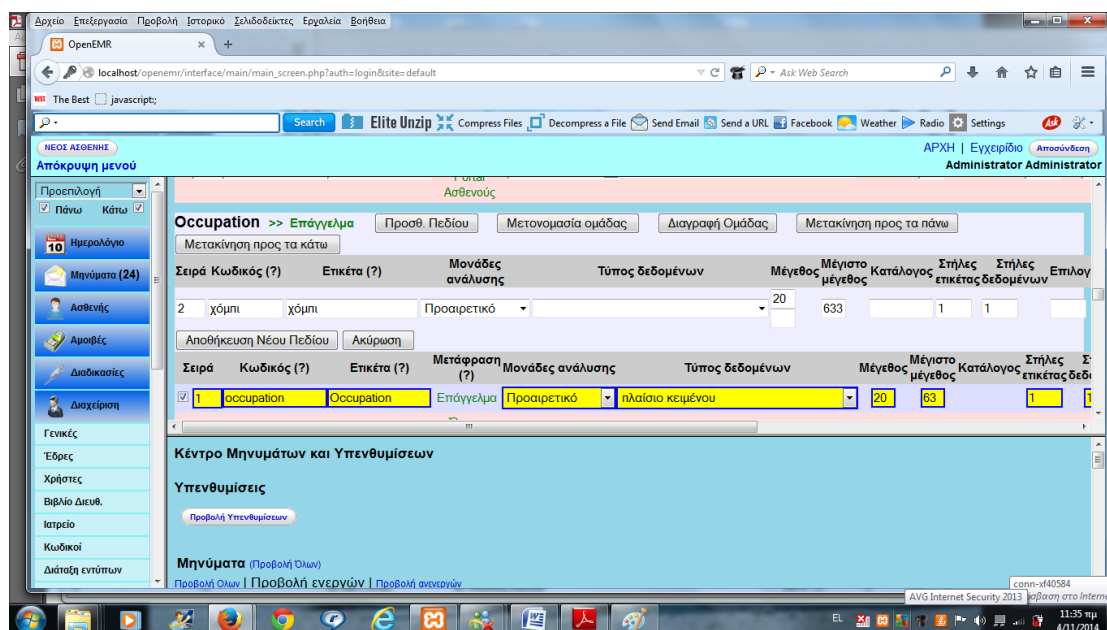 Αρχείο Επεξεργασία Προβολή Ιστορικό Σελιδοδείκτες Εργαλεία Βοήθεια
OpenEMR × +
localhost/openemr/interface/main/main_screen.php?auth=login&site=default
Ask Web Search
The Best javascript:;
Search Elite Unzip Compress Files Decompress a File Send Email Send a URL Facebook Weather Radio Settings Ask
ΝΕΟΣ ΑΣΘΕΝΗΣ
ΑΡΧΗ | Εγχειρίδιο Αποσύνδεση
Απόκρυψη μενού
Administrator Administrator
Προεπιλογή
Πάνω Κάτω
Ημερολόγιο
Μηνύματα (24)
Ασθενής
Αμοιβές
Διαδικασίες
Διαχείριση
Γενικές
Έδρες
Χρήστες
Βιβλίο Διευθ.
Ιατρείο
Κωδικοί
Διάταξη εντύπων
Portal
Ασθενούς
Occupation >> Επάγγελμα Προσθ. Πεδίου Μετονομασία ομάδας Διαγραφή Ομάδας Μετακίνηση προς τα πάνω
Μετακίνηση προς τα κάτω
Σειρά Κωδικός (?) Επικέτα (?) Μονάδες ανάλυσης Τύπος δεδομένων Μέγεθος Μέγιστο μέγεθος Κατάλογος Στήλες επικέτας Στήλες δεδομένων Επιλογ
2 χόμπι χόμπι Προαιρετικό 20 633 1 1
Αποθήκευση Νέου Πεδίου Ακύρωση
Σειρά Κωδικός (?) Επικέτα (?) Μετάφραση (?) Μονάδες ανάλυσης Τύπος δεδομένων Μέγεθος Μέγιστο μέγεθος Κατάλογος Στήλες επικέτας
1 occupation Occupation Επάγγελμα Προαιρετικό πλαίσιο κειμένου 20 63 1 1
Κέντρο Μηνυμάτων και Υπενθυμίσεων
Υπενθυμίσεις
Προβολή Υπενθυμίσεων
Μηνύματα (Προβολή Όλων)
Προβολή Ολων | Προβολή ενεργών | Προβολή ανενεργών
conn-xf40584
AVG Internet Security 2013
EL 11:35 πμ
4/11/2014